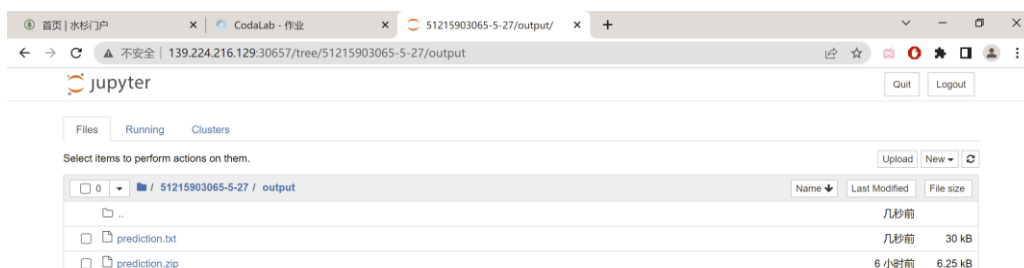 首页 | 水杉门户 CodaLab - 作业 51215903065-5-27/output/
不安全 | 139.224.216.129:30657/tree/51215903065-5-27/output
jupyter Quit Logout
Files Running Clusters
Select items to perform actions on them. Upload New
0 / 51215903065-5-27 / output Name Last Modified File size
.. 几秒前
prediction.txt 几秒前 30 kB
prediction.zip 6 小时前 6.25 kB